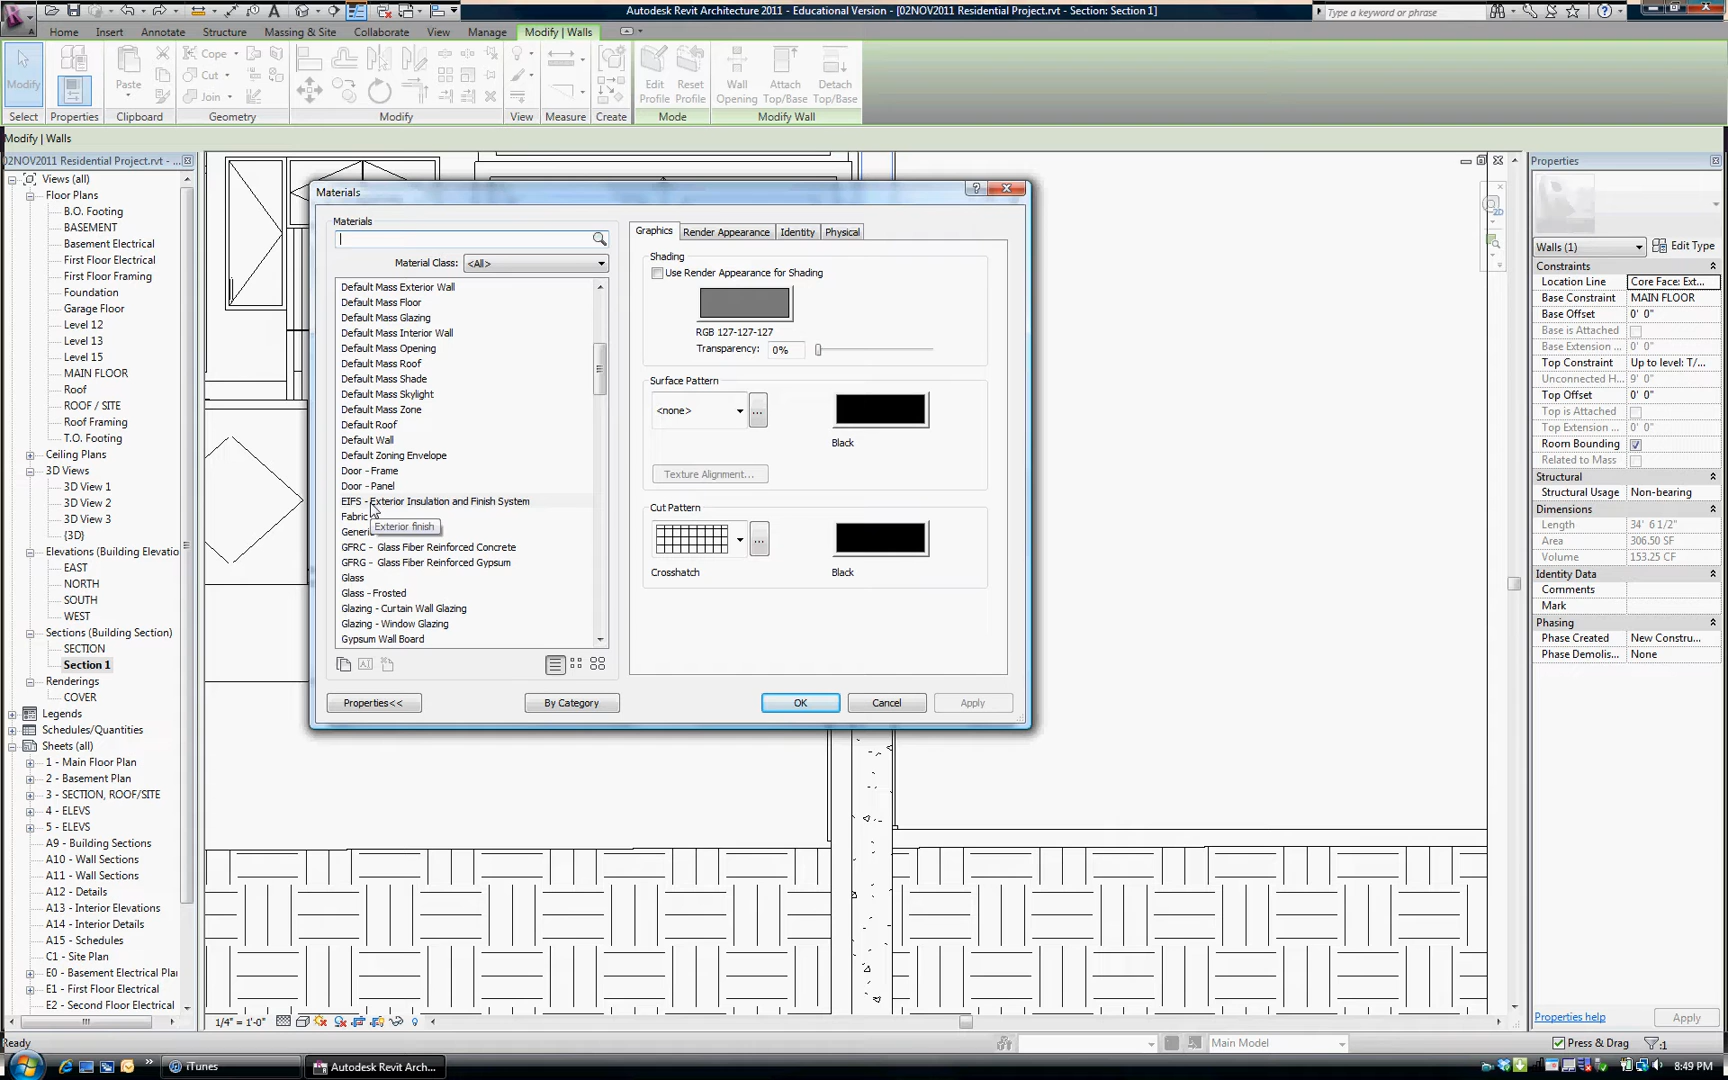 Autodesk Revit Architecture 2011 - Educational Version - [02NOV2011 Residential Project.rvt - Section: Section 1]
Type a keyword or phrase
Home Insert Annotate Structure Massing & Site Collaborate View Manage Modify | Walls
Modify
Paste
Cope
Cut
Join
Edit Profile
Reset Profile
Wall Opening
Attach Top/Base
Detach Top/Base
Select Properties Clipboard Geometry Modify View Measure Create Mode Modify Wall
Modify | Walls
02NOV2011 Residential Project.rvt - ...
Views (all)
Floor Plans
B.O. Footing
BASEMENT
Basement Electrical
First Floor Electrical
First Floor Framing
Foundation
Garage Floor
Level 12
Level 13
Level 15
MAIN FLOOR
Roof
ROOF / SITE
Roof Framing
T.O. Footing
Ceiling Plans
3D Views
3D View 1
3D View 2
3D View 3
{3D}
Elevations (Building Elevatio
EAST
NORTH
SOUTH
WEST
Sections (Building Section)
SECTION
Section 1
Renderings
COVER
Legends
Schedules/Quantities
Sheets (all)
1 - Main Floor Plan
2 - Basement Plan
3 - SECTION, ROOF/SITE
4 - ELEVS
5 - ELEVS
A9 - Building Sections
A10 - Wall Sections
A11 - Wall Sections
A12 - Details
A13 - Interior Elevations
A14 - Interior Details
A15 - Schedules
C1 - Site Plan
E0 - Basement Electrical Plan
E1 - First Floor Electrical
E2 - Second Floor Electrical
Materials
Materials
Material Class: <All>
Default Mass Exterior Wall
Default Mass Floor
Default Mass Glazing
Default Mass Interior Wall
Default Mass Opening
Default Mass Roof
Default Mass Shade
Default Mass Skylight
Default Mass Zone
Default Roof
Default Wall
Default Zoning Envelope
Door - Frame
Door - Panel
EIFS - Exterior Insulation and Finish System
Fabric
Exterior finish
Generi
GFRC - Glass Fiber Reinforced Concrete
GFRG - Glass Fiber Reinforced Gypsum
Glass
Glass - Frosted
Glazing - Curtain Wall Glazing
Glazing - Window Glazing
Gypsum Wall Board
Properties<<
By Category
OK
Cancel
Apply
Graphics Render Appearance Identity Physical
Shading
Use Render Appearance for Shading
RGB 127-127-127
Transparency: 0%
Surface Pattern
<none>
...
Black
Texture Alignment...
Cut Pattern
...
Crosshatch Black
2D
Properties
Walls (1) Edit Type
Constraints
Location Line Core Face: Ext...
Base Constraint MAIN FLOOR
Base Offset 0' 0"
Base is Attached
Base Extension ... 0' 0"
Top Constraint Up to level: T/...
Unconnected H... 9' 0"
Top Offset 0' 0"
Top is Attached
Top Extension ... 0' 0"
Room Bounding
Related to Mass
Structural
Structural Usage Non-bearing
Dimensions
Length 34' 6 1/2"
Area 306.50 SF
Volume 153.25 CF
Identity Data
Comments
Mark
Phasing
Phase Created New Constru...
Phase Demolis... None
Properties help
Apply
1/4" = 1'-0"
Ready
Main Model
Press & Drag
:1
iTunes
Autodesk Revit Arch...
8:49 PM